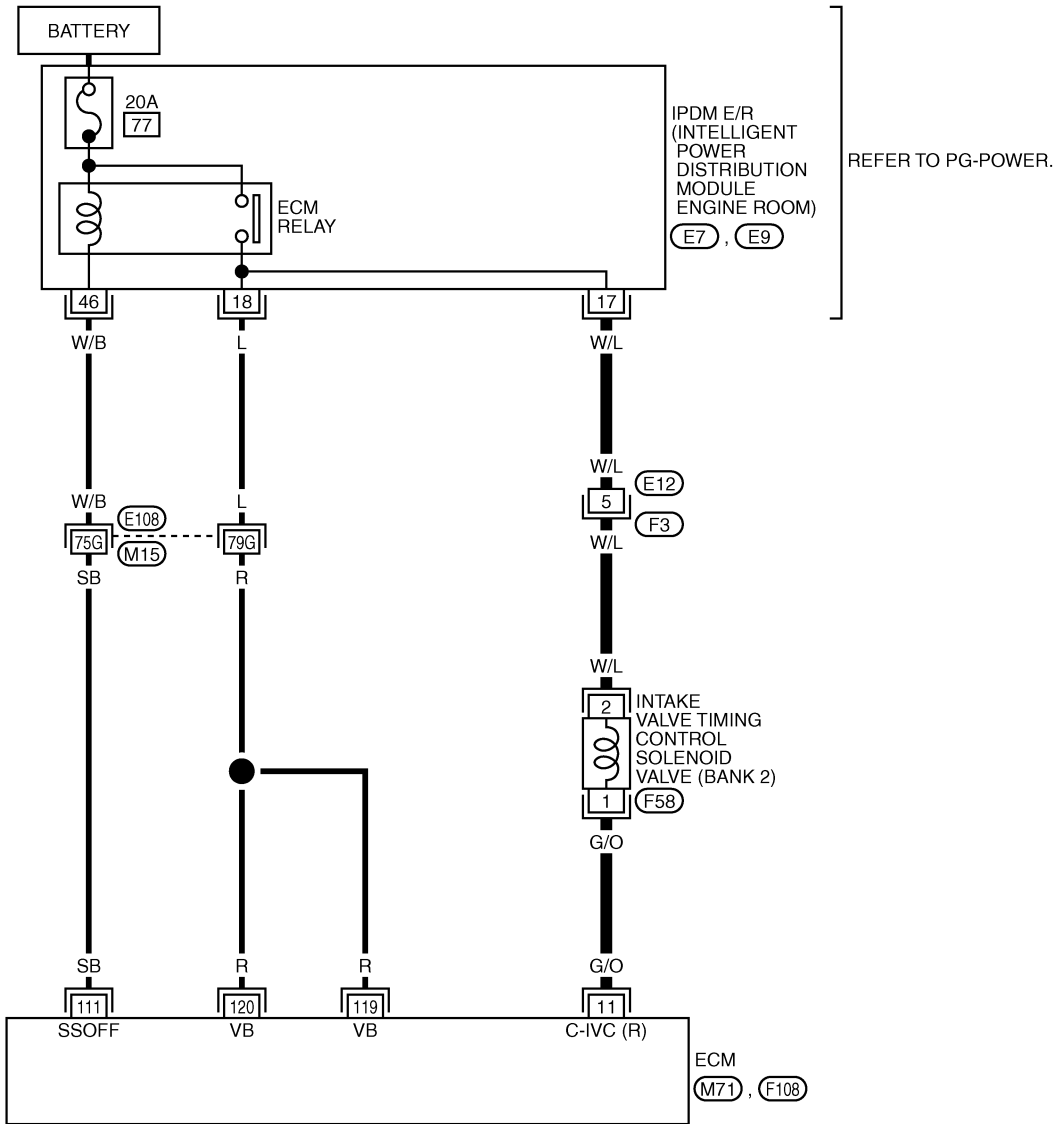 BATTERY
20A
77
ECM
RELAY
IPDM E/R
(INTELLIGENT
POWER
DISTRIBUTION
MODULE
ENGINE ROOM)
E7 , E9
REFER TO PG-POWER.
46
18
17
W/B
L
W/L
W/B
L
W/L
E108
M15
75G
79G
5
E12
F3
SB
R
W/L
W/L
2
INTAKE
VALVE TIMING
CONTROL
SOLENOID
VALVE (BANK 2)
1
F58
G/O
SB
R
R
G/O
111
120
119
11
SSOFF
VB
VB
C-IVC (R)
ECM
M71 , F108